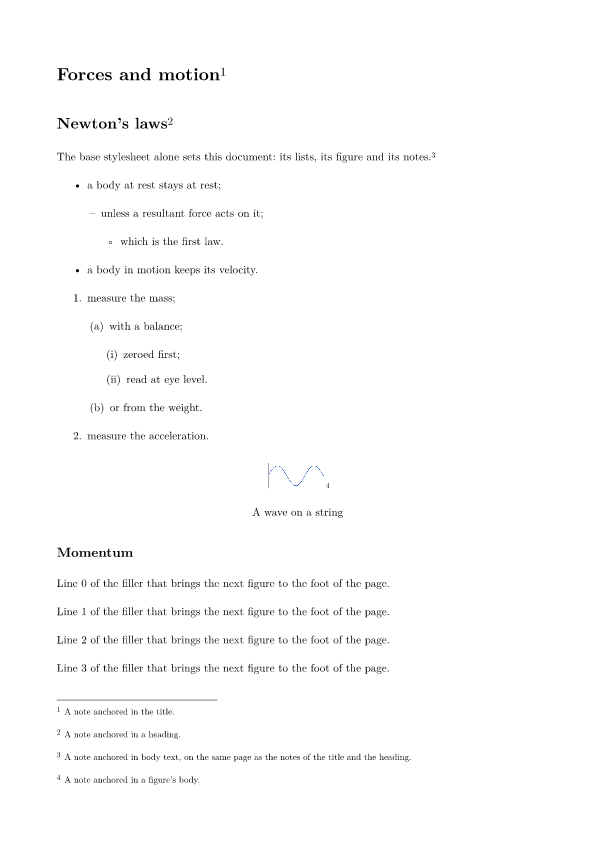 Forces and motion¹
Newton's laws²
The base stylesheet alone sets this document: its lists, its figure and its notes.³
• a body at rest stays at rest;
– unless a resultant force acts on it;
◦ which is the first law.
• a body in motion keeps its velocity.
1. measure the mass;
(a) with a balance;
(i) zeroed first;
(ii) read at eye level.
(b) or from the weight.
2. measure the acceleration.
4
A wave on a string
Momentum
Line 0 of the filler that brings the next figure to the foot of the page.
Line 1 of the filler that brings the next figure to the foot of the page.
Line 2 of the filler that brings the next figure to the foot of the page.
Line 3 of the filler that brings the next figure to the foot of the page.
¹ A note anchored in the title.
² A note anchored in a heading.
³ A note anchored in body text, on the same page as the notes of the title and the heading.
⁴ A note anchored in a figure's body.